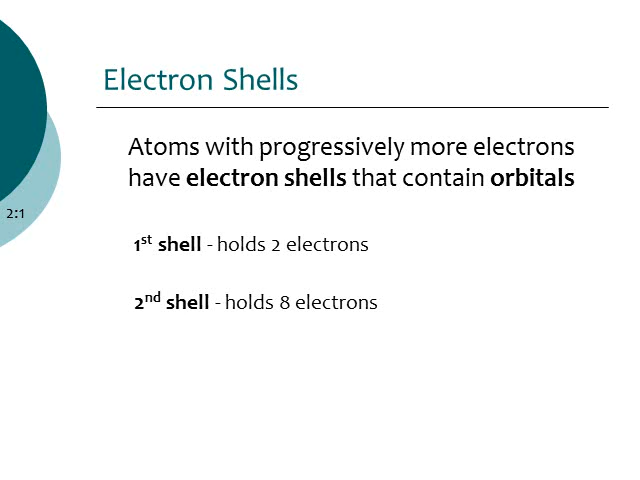 Electron Shells
Atoms with progressively more electrons
have electron shells that contain orbitals
2:1
1st shell - holds 2 electrons
2nd shell - holds 8 electrons